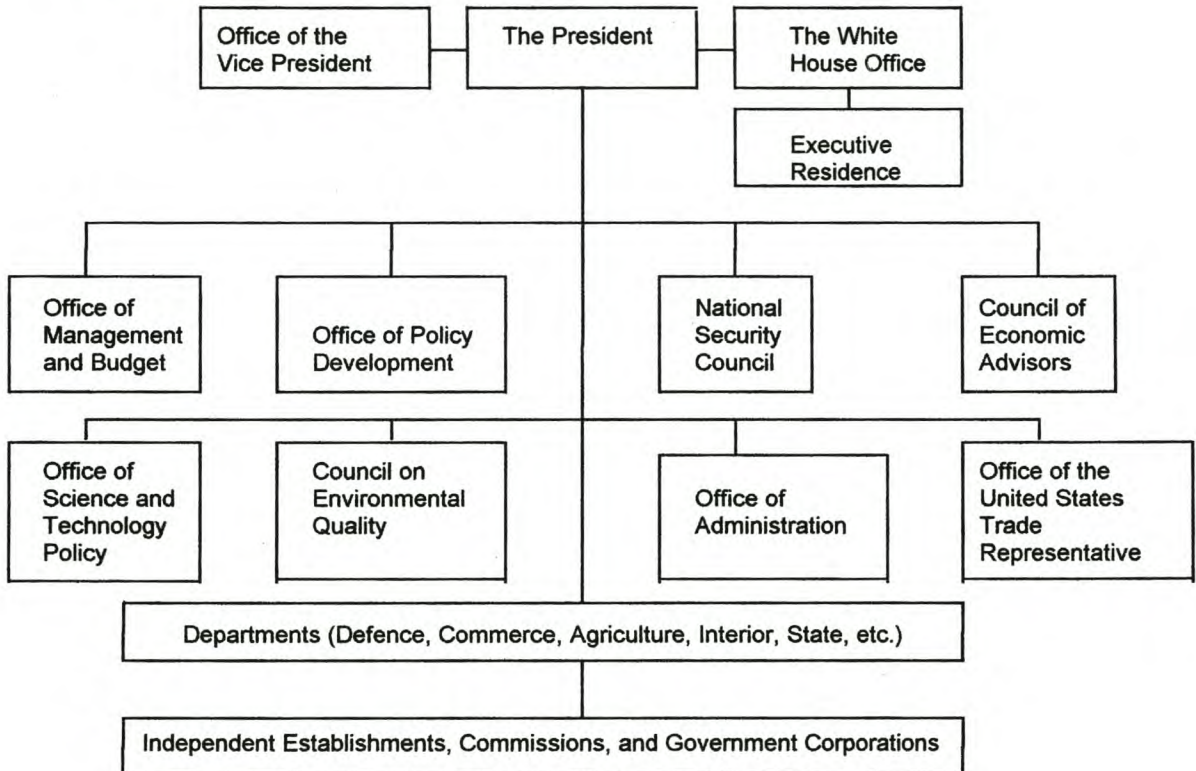 Office of the
Vice President
The President
The White
House Office
Executive
Residence
Office of
Management
and Budget
Office of Policy
Development
National
Security
Council
Council of
Economic
Advisors
Office of
Science and
Technology
Policy
Council on
Environmental
Quality
Office of
Administration
Office of the
United States
Trade
Representative
Departments (Defence, Commerce, Agriculture, Interior, State, etc.)
Independent Establishments, Commissions, and Government Corporations